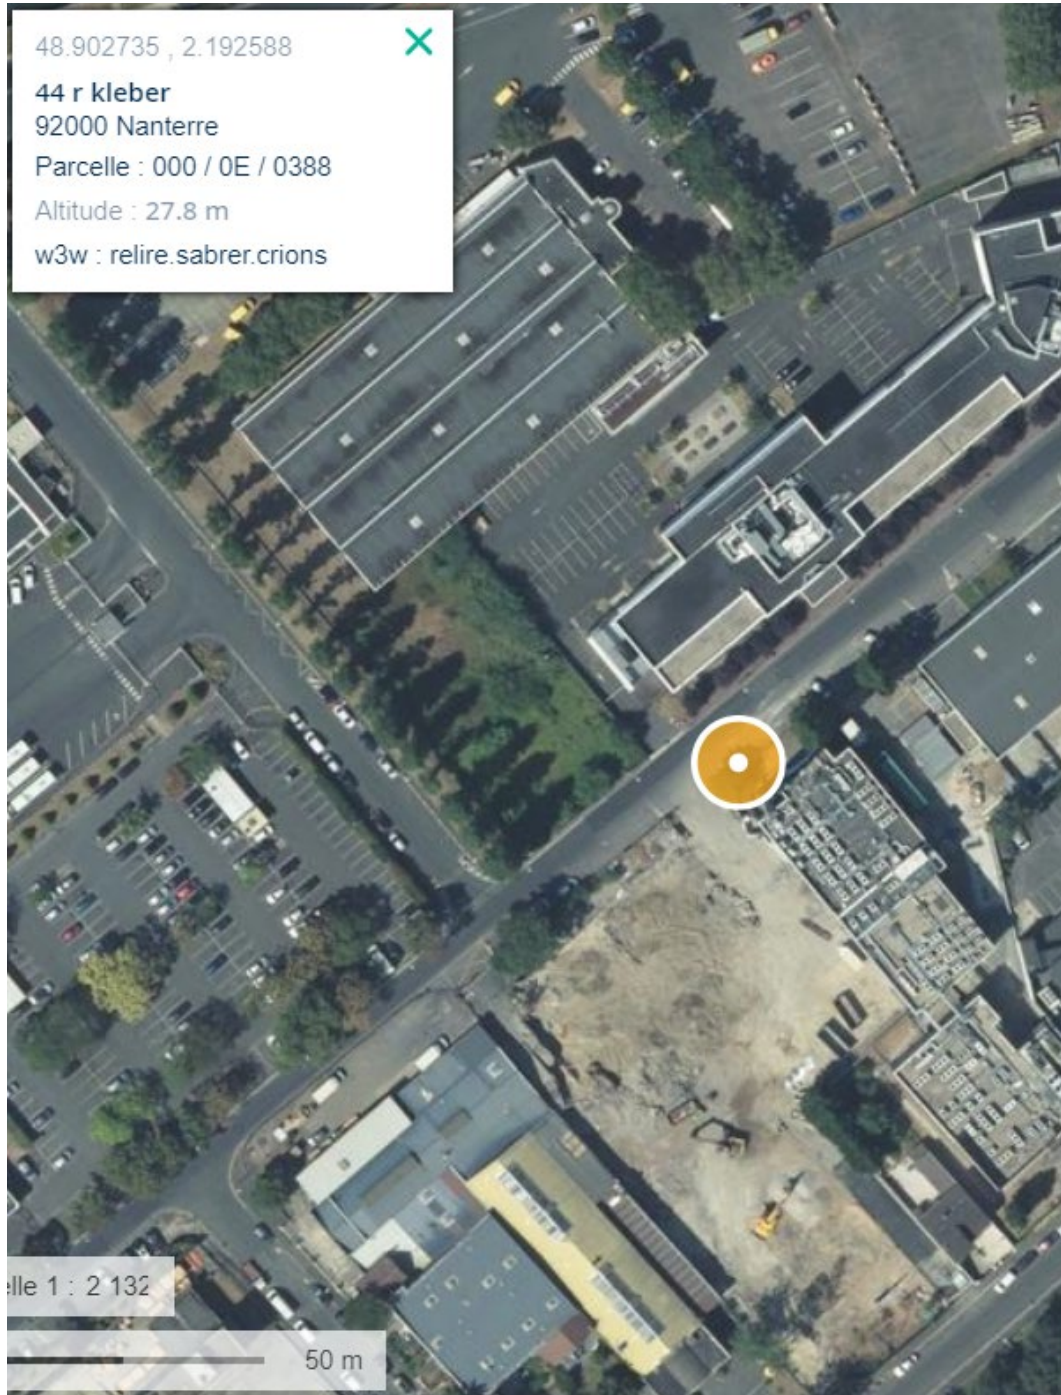 48.902735 , 2.192588
44 r kleber
92000 Nanterre
Parcelle : 000 / 0E / 0388
Altitude : 27.8 m
w3w : relire.sabrer.crions
elle 1 : 2 132
50 m